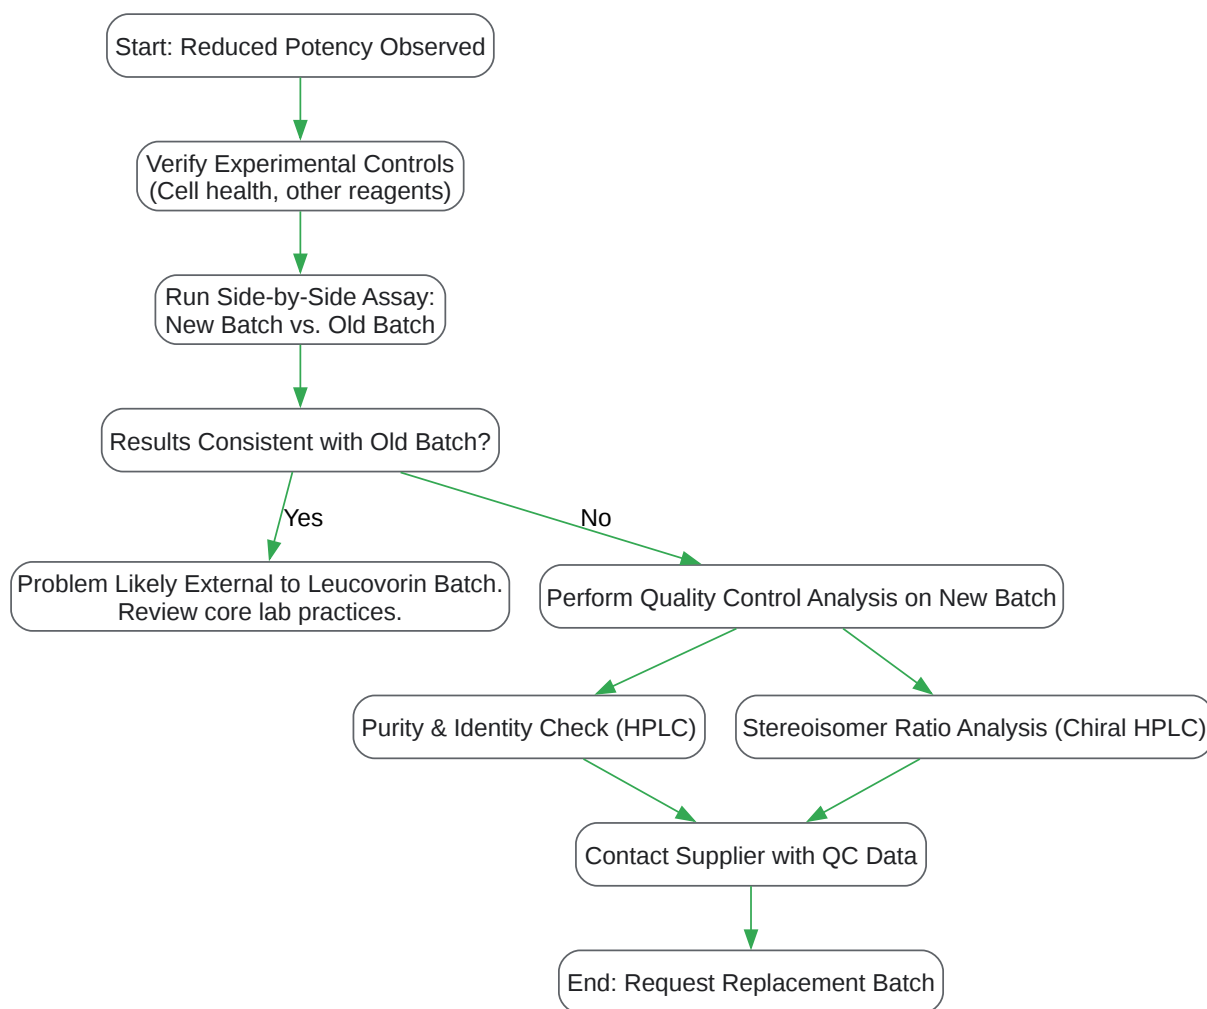 Start: Reduced Potency Observed
Verify Experimental Controls
(Cell health, other reagents)
Run Side-by-Side Assay:
New Batch vs. Old Batch
Results Consistent with Old Batch?
Yes
No
Problem Likely External to Leucovorin Batch.
Review core lab practices.
Perform Quality Control Analysis on New Batch
Purity & Identity Check (HPLC)
Stereoisomer Ratio Analysis (Chiral HPLC)
Contact Supplier with QC Data
End: Request Replacement Batch